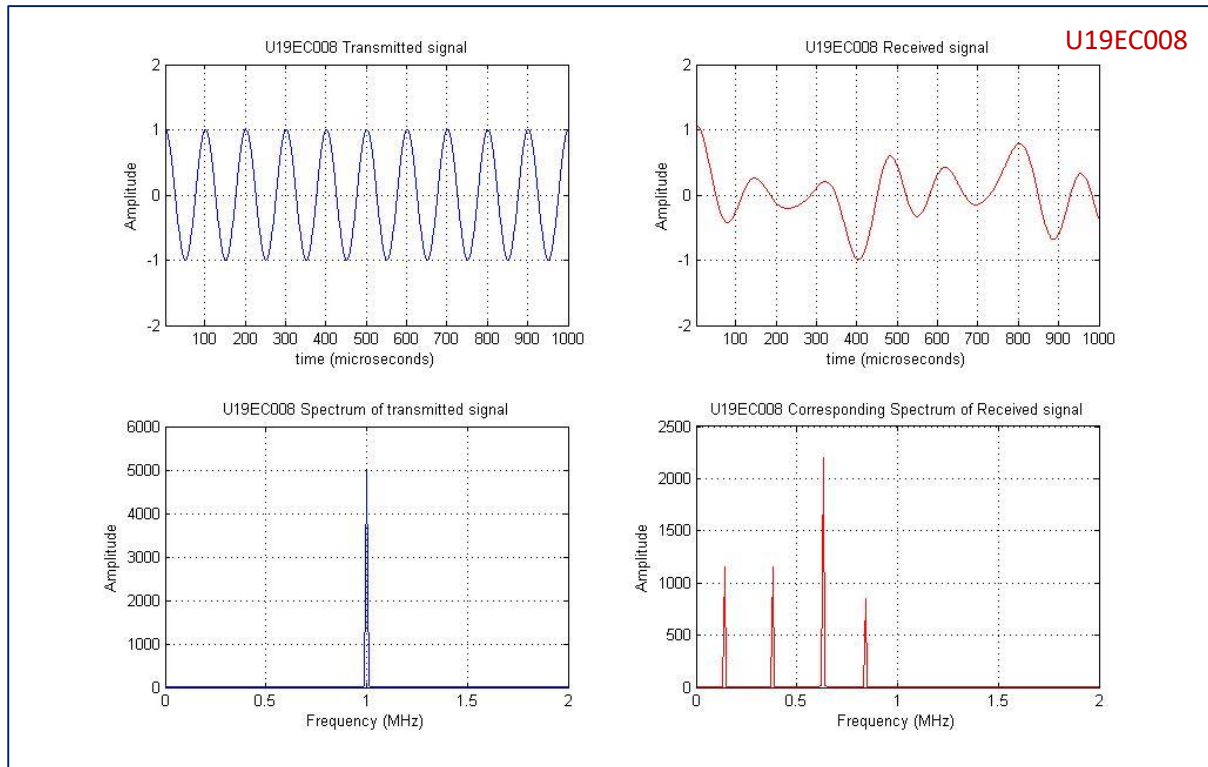 U19EC008
U19EC008 Transmitted signal
2
1
0
-1
-2
Amplitude
100 200 300 400 500 600 700 800 900 1000
time (microseconds)
U19EC008 Received signal
2
1
0
-1
-2
Amplitude
100 200 300 400 500 600 700 800 900 1000
time (microseconds)
U19EC008 Spectrum of transmitted signal
6000
5000
4000
3000
2000
1000
0
Amplitude
0 0.5 1 1.5 2
Frequency (MHz)
U19EC008 Corresponding Spectrum of Received signal
2500
2000
1500
1000
500
0
Amplitude
0 0.5 1 1.5 2
Frequency (MHz)